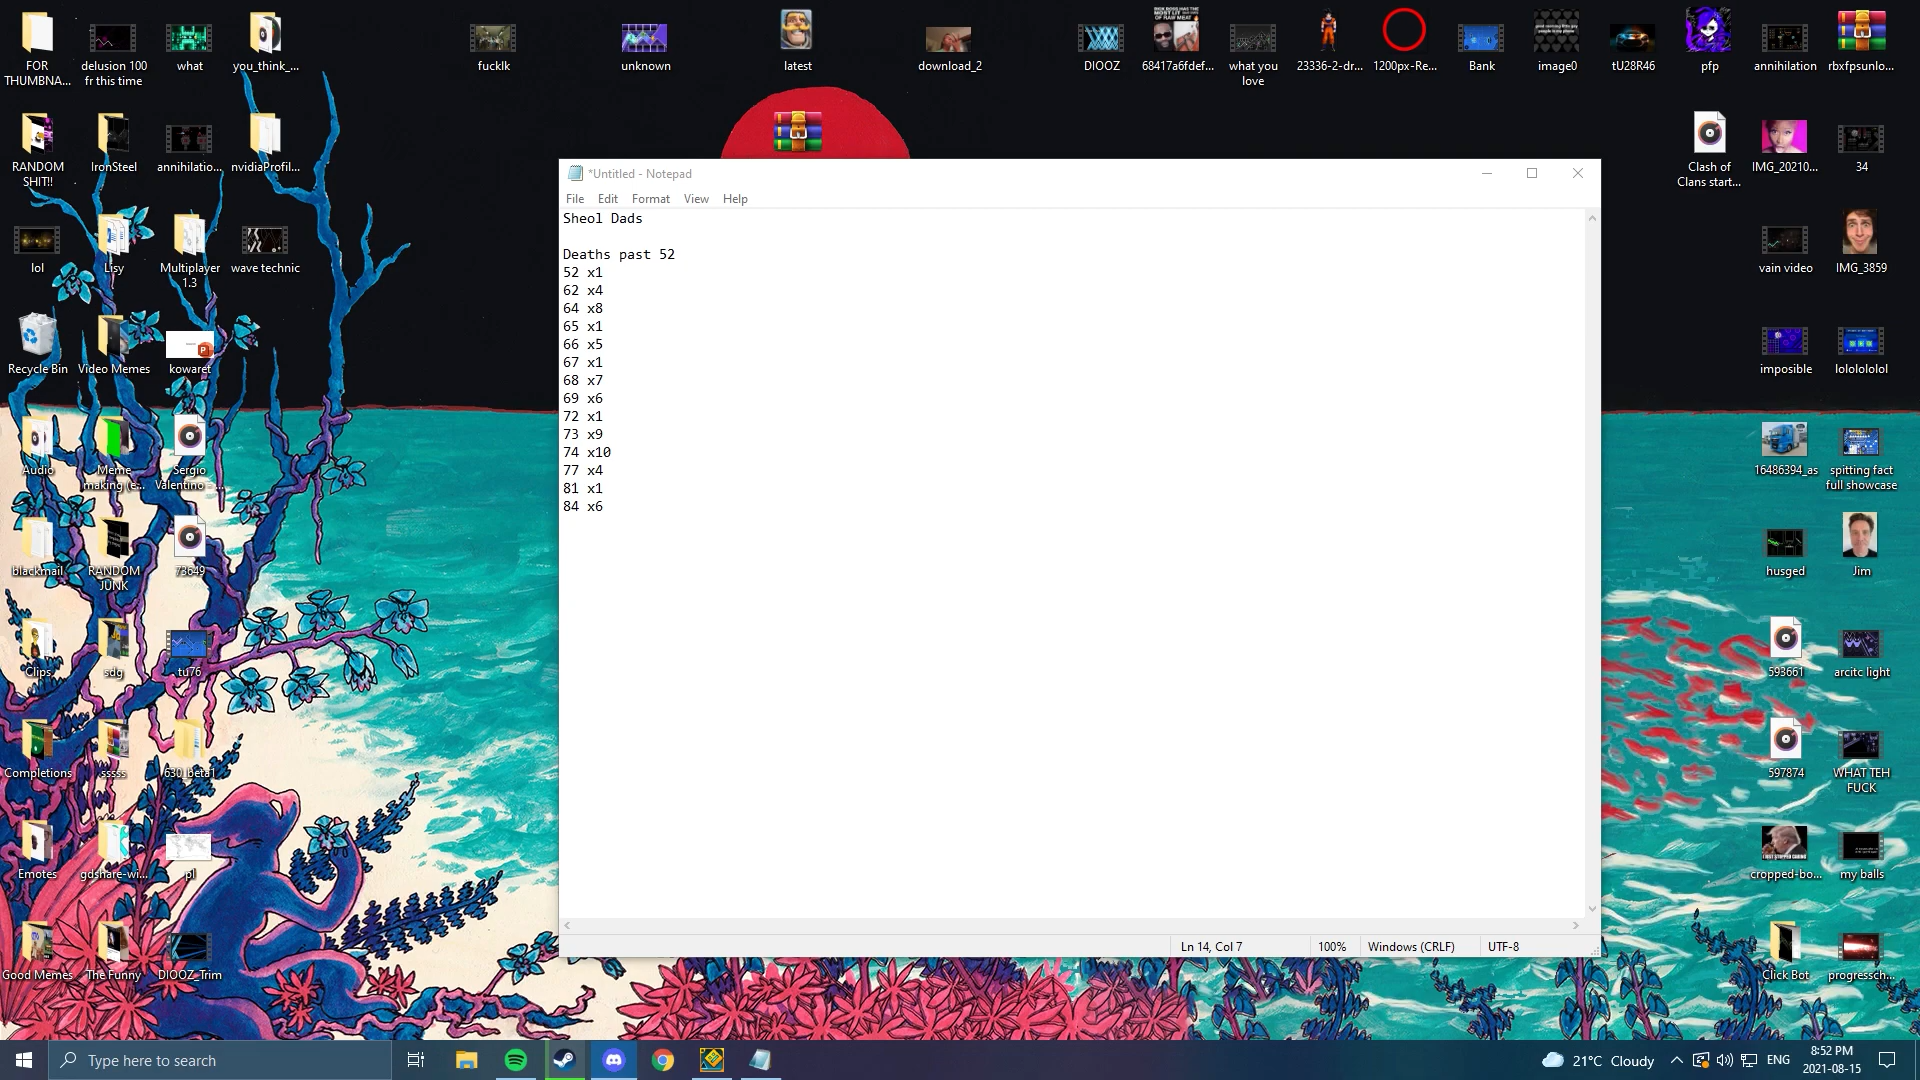 FOR THUMBNA...
delusion 100 fr this time
what
you_think_...
fucklk
unknown
latest
download_2
DIOOZ
68417a6fdef...
what you love
23336-2-dr...
1200px-Re...
Bank
image0
tU28R46
pfp
annihilation
rbxfpsunlo...
RANDOM SHIT!!
IronSteel
annihilatio...
nvidiaProfil...
Clash of Clans start...
IMG_20210...
34
lol
Lisy
Multiplayer 1.3
wave technic
vain video
IMG_3859
Recycle Bin
Video Memes
kowaret
imposible
lolololol​ol
Audio
Meme making (e...
Sergio Valentino - ...
16486394_as
spitting fact full showcase
blackmail
RANDOM JUNK
73649
husged
Jim
Clips
sdg
tu76
593661
arcitc light
Completions
sssss
630_beta1
597874
WHAT TEH FUCK
Emotes
gdshare-wi...
pl
cropped-bo...
my balls
Good Memes
The Funny
DIOOZ_Trim
Click Bot
progressch...
*Untitled - Notepad
File Edit Format View Help
Sheol Dads
Deaths past 52
52 x1
62 x4
64 x8
65 x1
66 x5
67 x1
68 x7
69 x6
72 x1
73 x9
74 x10
77 x4
81 x1
84 x6
Ln 14, Col 7 100% Windows (CRLF) UTF-8
Type here to search
21°C Cloudy
ENG
8:52 PM
2021-08-15